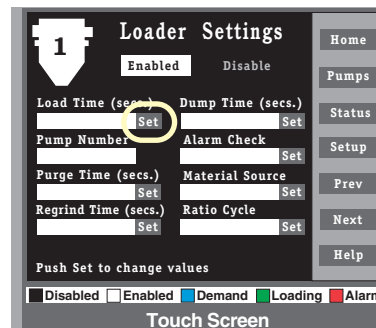 1
Loader Settings
Enabled Disable
Load Time (secs.) Dump Time (secs.)
Set Set
Pump Number Alarm Check
Set
Purge Time (secs.) Material Source
Set Set
Regrind Time (secs.) Ratio Cycle
Set Set
Push Set to change values
Home
Pumps
Status
Setup
Prev
Next
Help
Disabled Enabled Demand Loading Alarm
Touch Screen